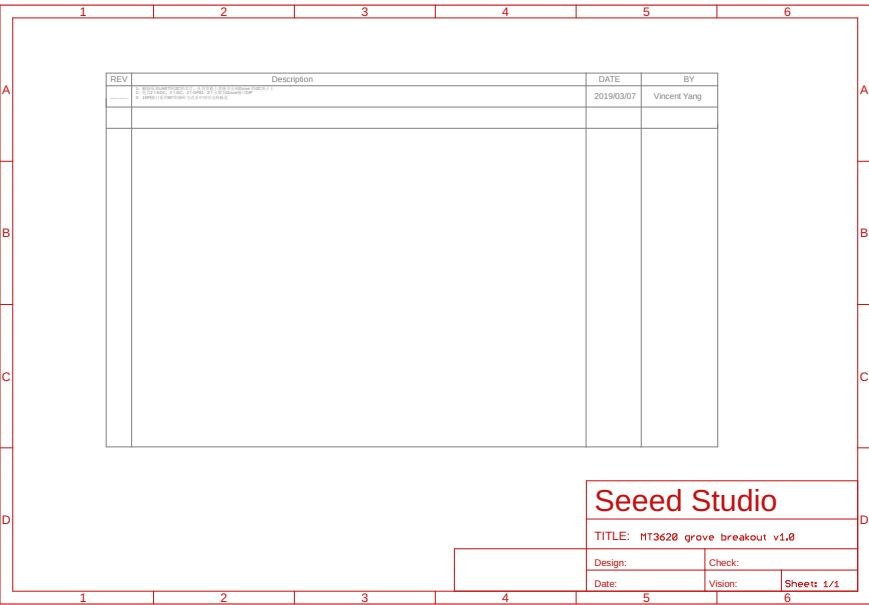 1 2 3 4 5 6
A A
REV Description DATE BY
2019/03/07 Vincent Yang
B B
C C
Seeed Studio
D D
TITLE: MT3620 grove breakout v1.0
Design: Check:
Date: Vision: Sheet: 1/1
1 2 3 4 5 6